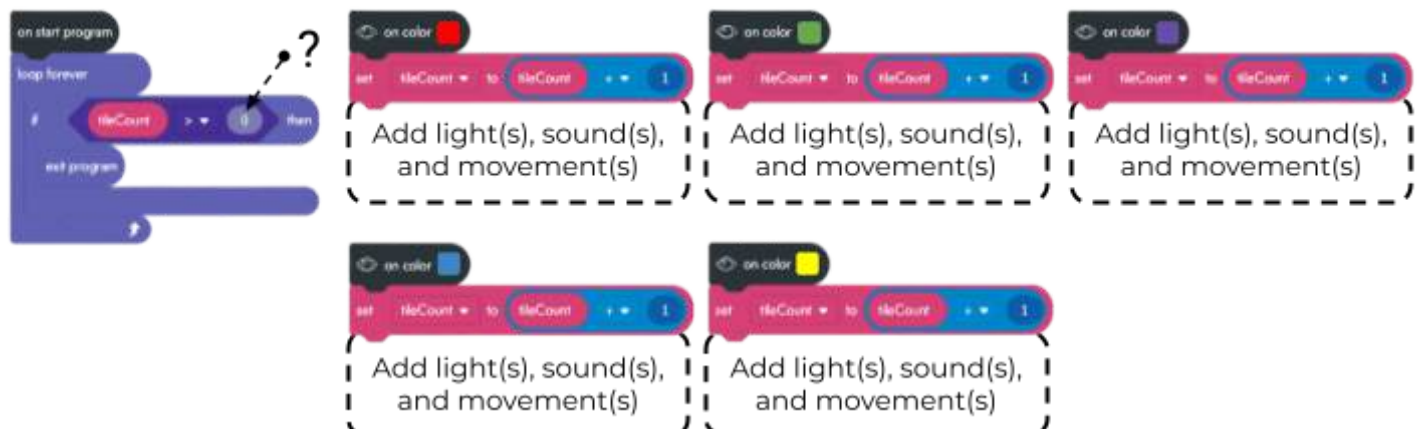 on start program
?
loop forever
if tileCount > 0 then
exit program
on color
set tileCount to tileCount + 1
Add light(s), sound(s),
and movement(s)
on color
set tileCount to tileCount + 1
Add light(s), sound(s),
and movement(s)
on color
set tileCount to tileCount + 1
Add light(s), sound(s),
and movement(s)
on color
set tileCount to tileCount + 1
Add light(s), sound(s),
and movement(s)
on color
set tileCount to tileCount + 1
Add light(s), sound(s),
and movement(s)